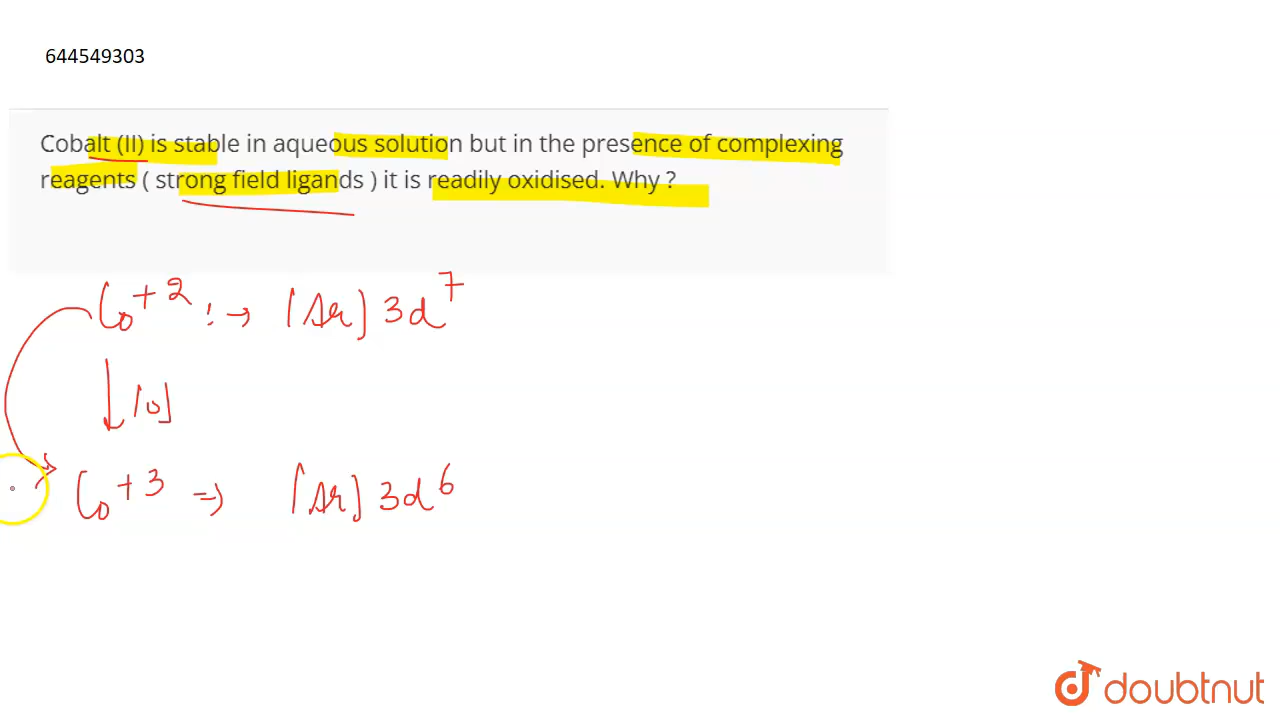 644549303
Cobalt (II) is stable in aqueous solution but in the presence of complexing
reagents ( strong field ligands ) it is readily oxidised. Why ?
Co+2 : → [Ar] 3d7
↓ [O]
Co+3 ⇒ [Ar] 3d6
doubtnut